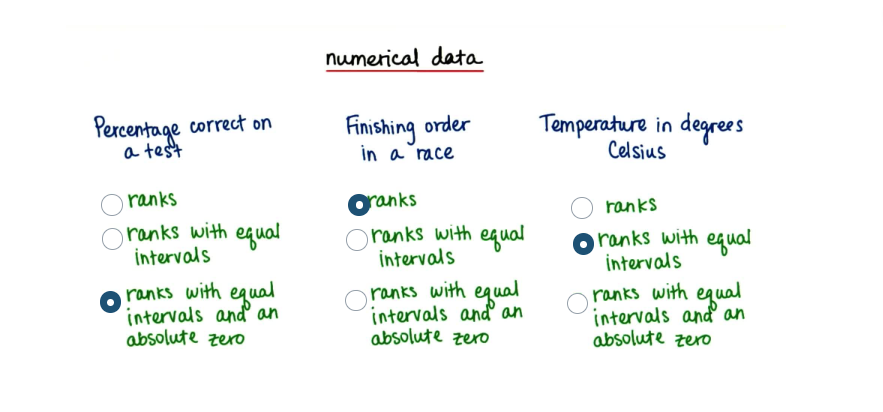 numerical data
Percentage correct on
a test
ranks
ranks with equal
intervals
ranks with equal
intervals and an
absolute zero
Finishing order
in a race
ranks
ranks with equal
intervals
ranks with equal
intervals and an
absolute zero
Temperature in degrees
Celsius
ranks
ranks with equal
intervals
ranks with equal
intervals and an
absolute zero